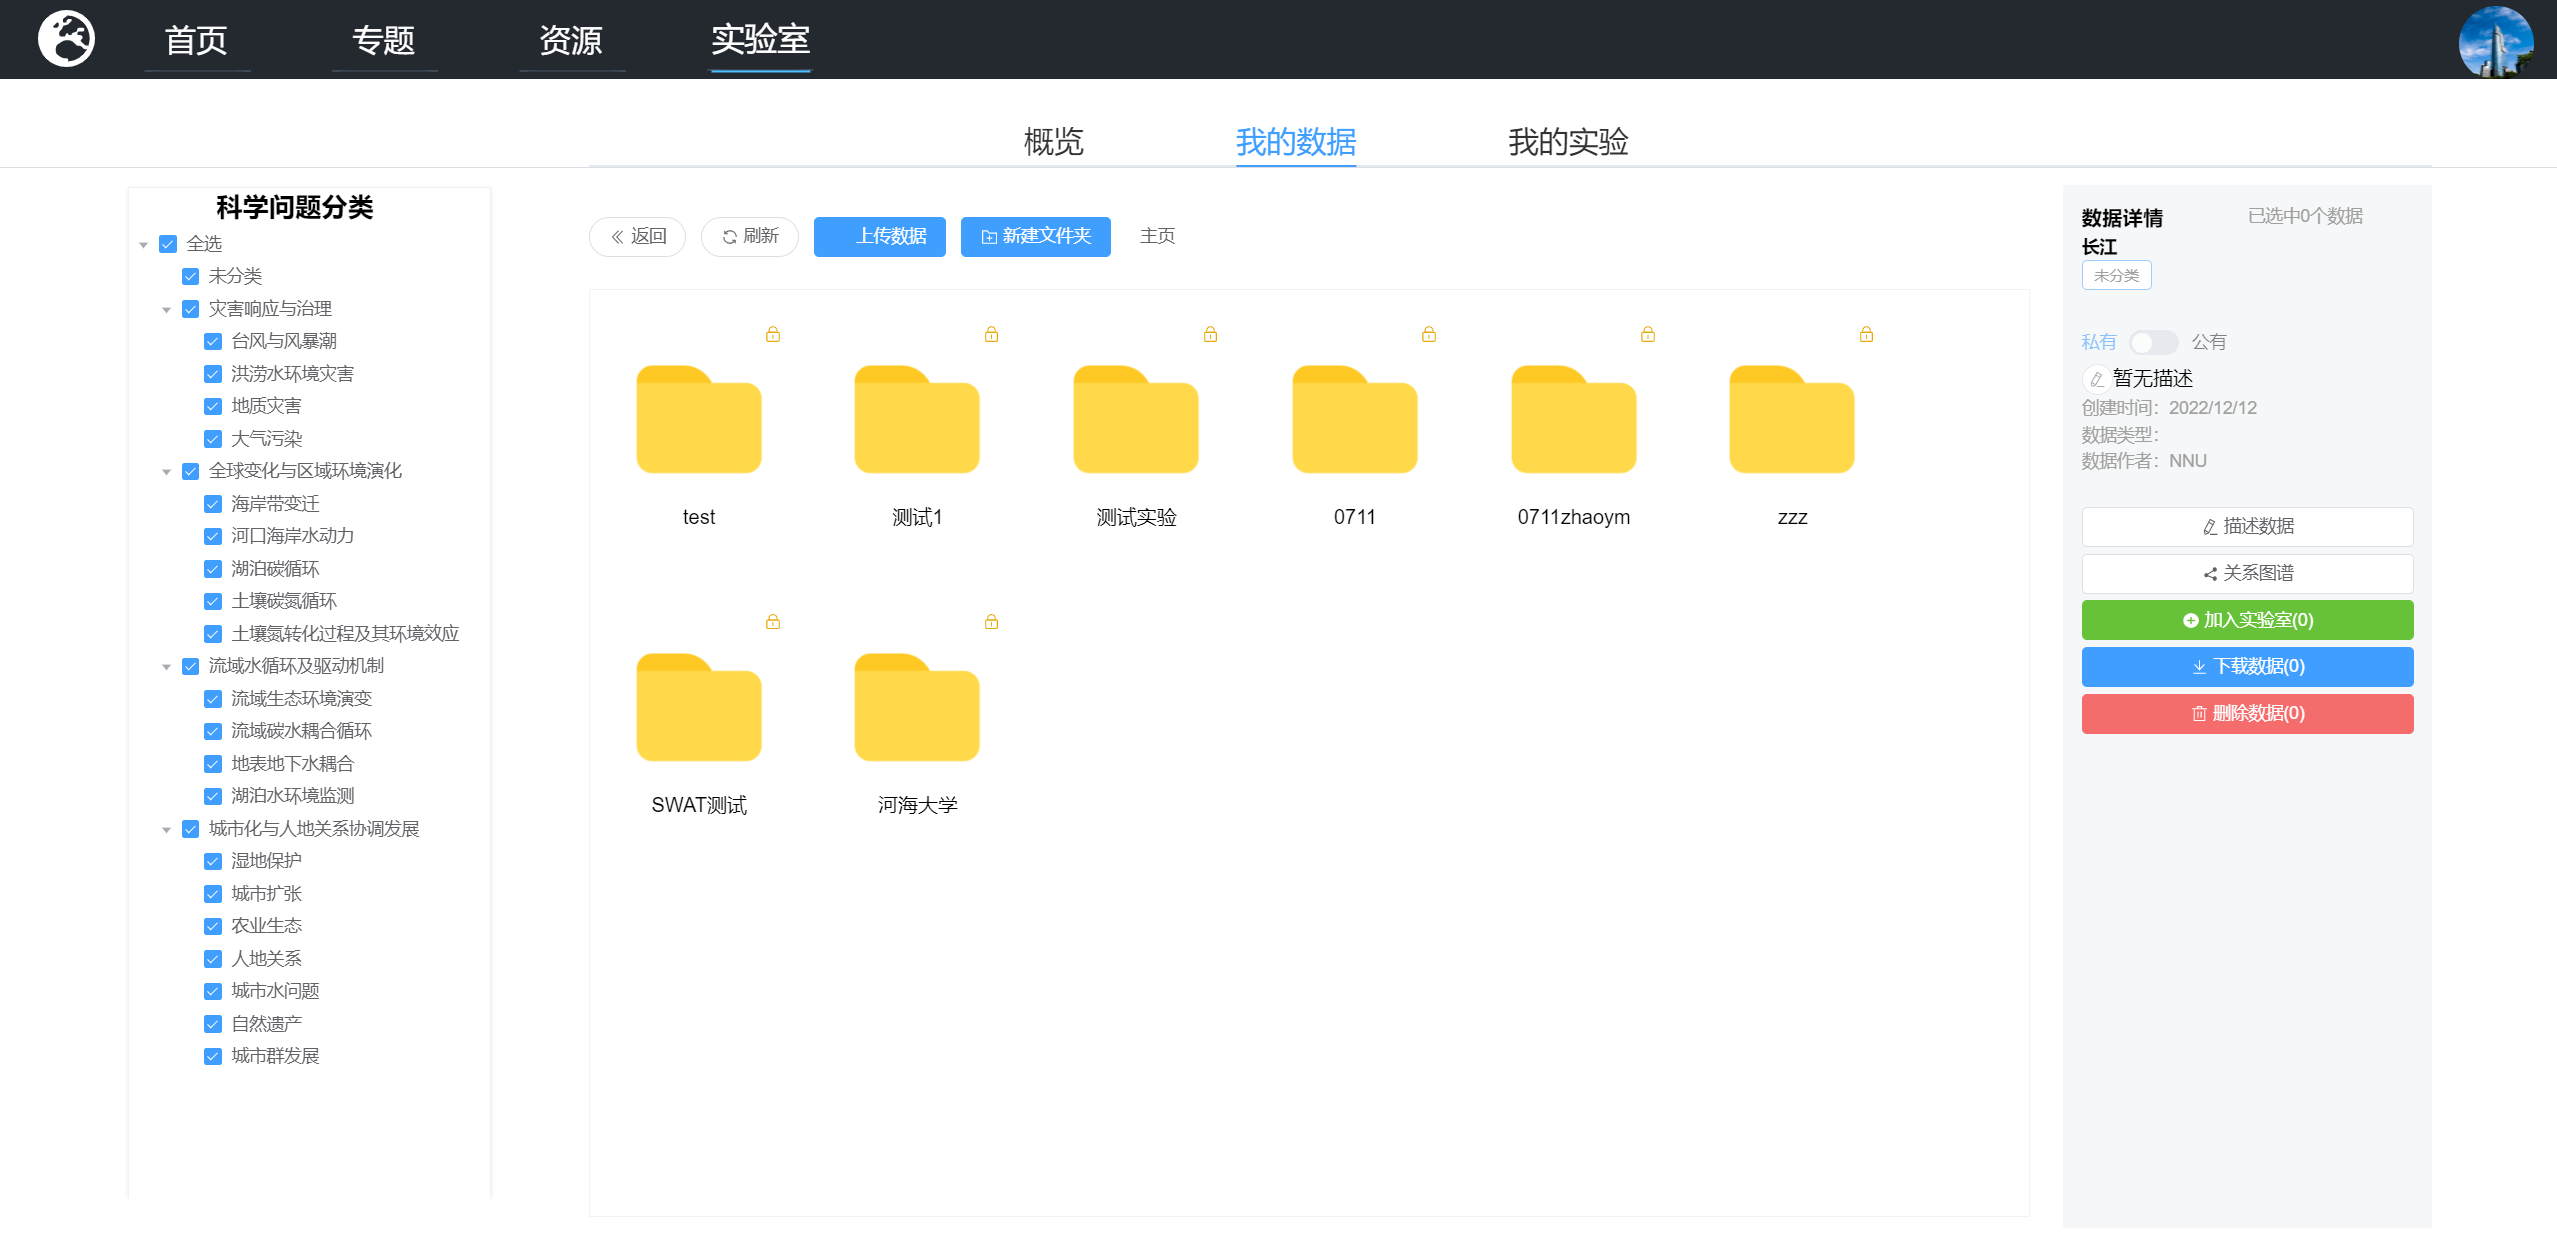 首页
专题
资源
实验室
概览
我的数据
我的实验
科学问题分类
全选
未分类
灾害响应与治理
台风与风暴潮
洪涝水环境灾害
地质灾害
大气污染
全球变化与区域环境演化
海岸带变迁
河口海岸水动力
湖泊碳循环
土壤碳氮循环
土壤氮转化过程及其环境效应
流域水循环及驱动机制
流域生态环境演变
流域碳水耦合循环
地表地下水耦合
湖泊水环境监测
城市化与人地关系协调发展
湿地保护
城市扩张
农业生态
人地关系
城市水问题
自然遗产
城市群发展
返回
刷新
上传数据
新建文件夹
主页
test
测试1
测试实验
0711
0711zhaoym
zzz
SWAT测试
河海大学
数据详情
已选中0个数据
长江
未分类
私有
公有
暂无描述
创建时间：2022/12/12
数据类型：
数据作者：NNU
描述数据
关系图谱
加入实验室(0)
下载数据(0)
删除数据(0)